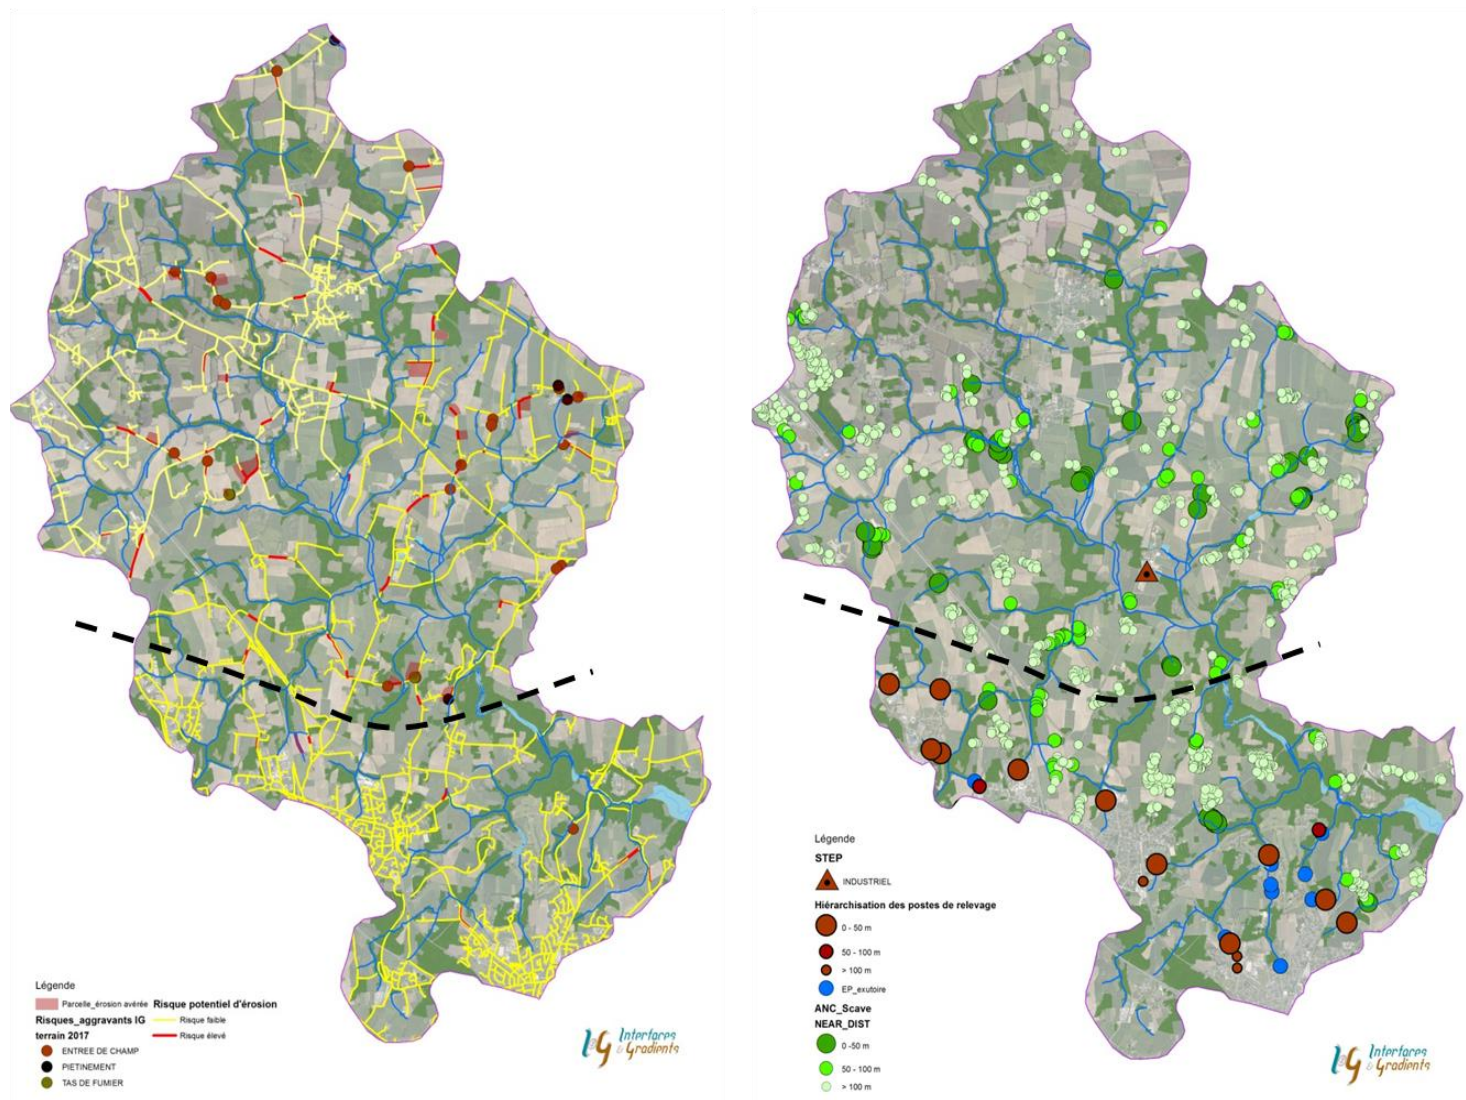 Légende
Parcelle_érosion avérée
Risques_aggravants IG
terrain 2017
ENTREE DE CHAMP
PIETINEMENT
TAS DE FUMIER
Risque potentiel d'érosion
Risque faible
Risque élevé
I&G Interfaces & Gradients
Légende
STEP
INDUSTRIEL
Hiérarchisation des postes de relevage
0 - 50 m
50 - 100 m
> 100 m
EP_exutoire
ANC_Scave
NEAR_DIST
0 -50 m
50 - 100 m
> 100 m
I&G Interfaces & Gradients